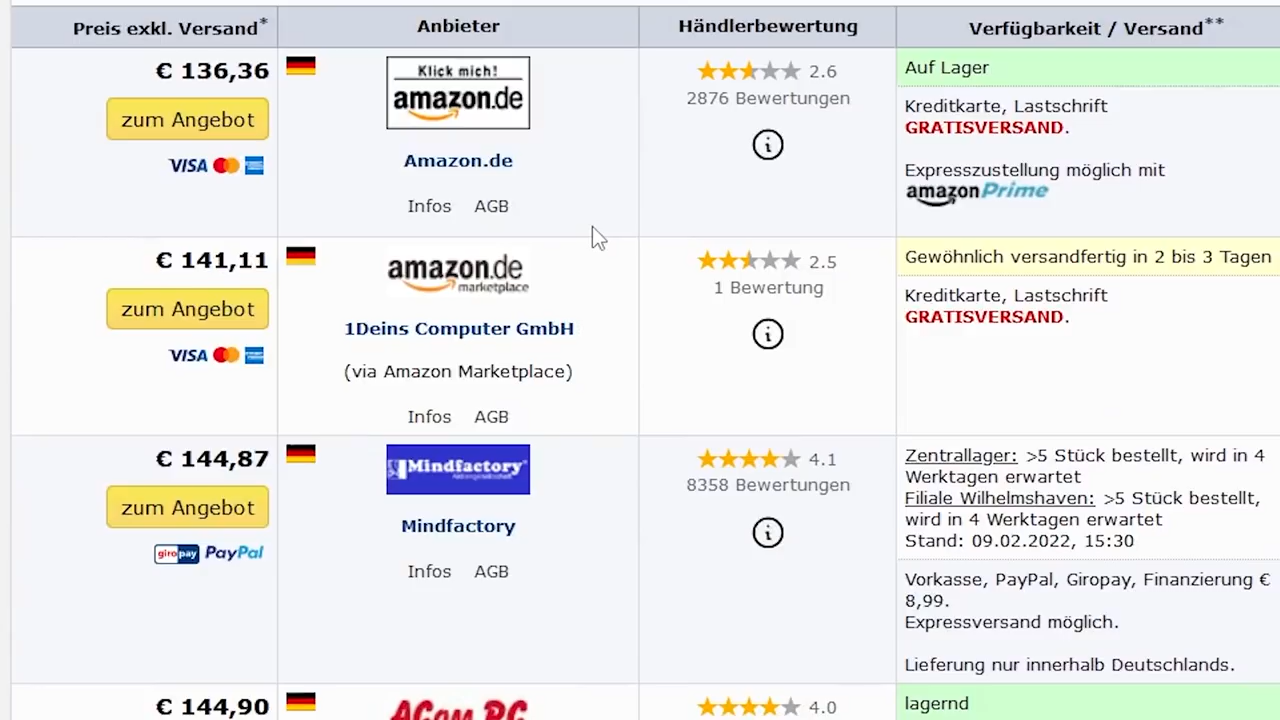 Preis exkl. Versand*
Anbieter
Händlerbewertung
Verfügbarkeit / Versand**
€ 136,36
zum Angebot
VISA
Klick mich!
amazon.de
Amazon.de
Infos AGB
2.6
2876 Bewertungen
Auf Lager
Kreditkarte, Lastschrift
GRATISVERSAND.
Expresszustellung möglich mit
amazonPrime
€ 141,11
zum Angebot
VISA
amazon.de
marketplace
1Deins Computer GmbH
(via Amazon Marketplace)
Infos AGB
2.5
1 Bewertung
Gewöhnlich versandfertig in 2 bis 3 Tagen
Kreditkarte, Lastschrift
GRATISVERSAND.
€ 144,87
zum Angebot
giropay PayPal
Mindfactory
Mindfactory
Infos AGB
4.1
8358 Bewertungen
Zentrallager: >5 Stück bestellt, wird in 4
Werktagen erwartet
Filiale Wilhelmshaven: >5 Stück bestellt,
wird in 4 Werktagen erwartet
Stand: 09.02.2022, 15:30
Vorkasse, PayPal, Giropay, Finanzierung €
8,99.
Expressversand möglich.
Lieferung nur innerhalb Deutschlands.
€ 144,90
ACom PC
4.0
lagernd